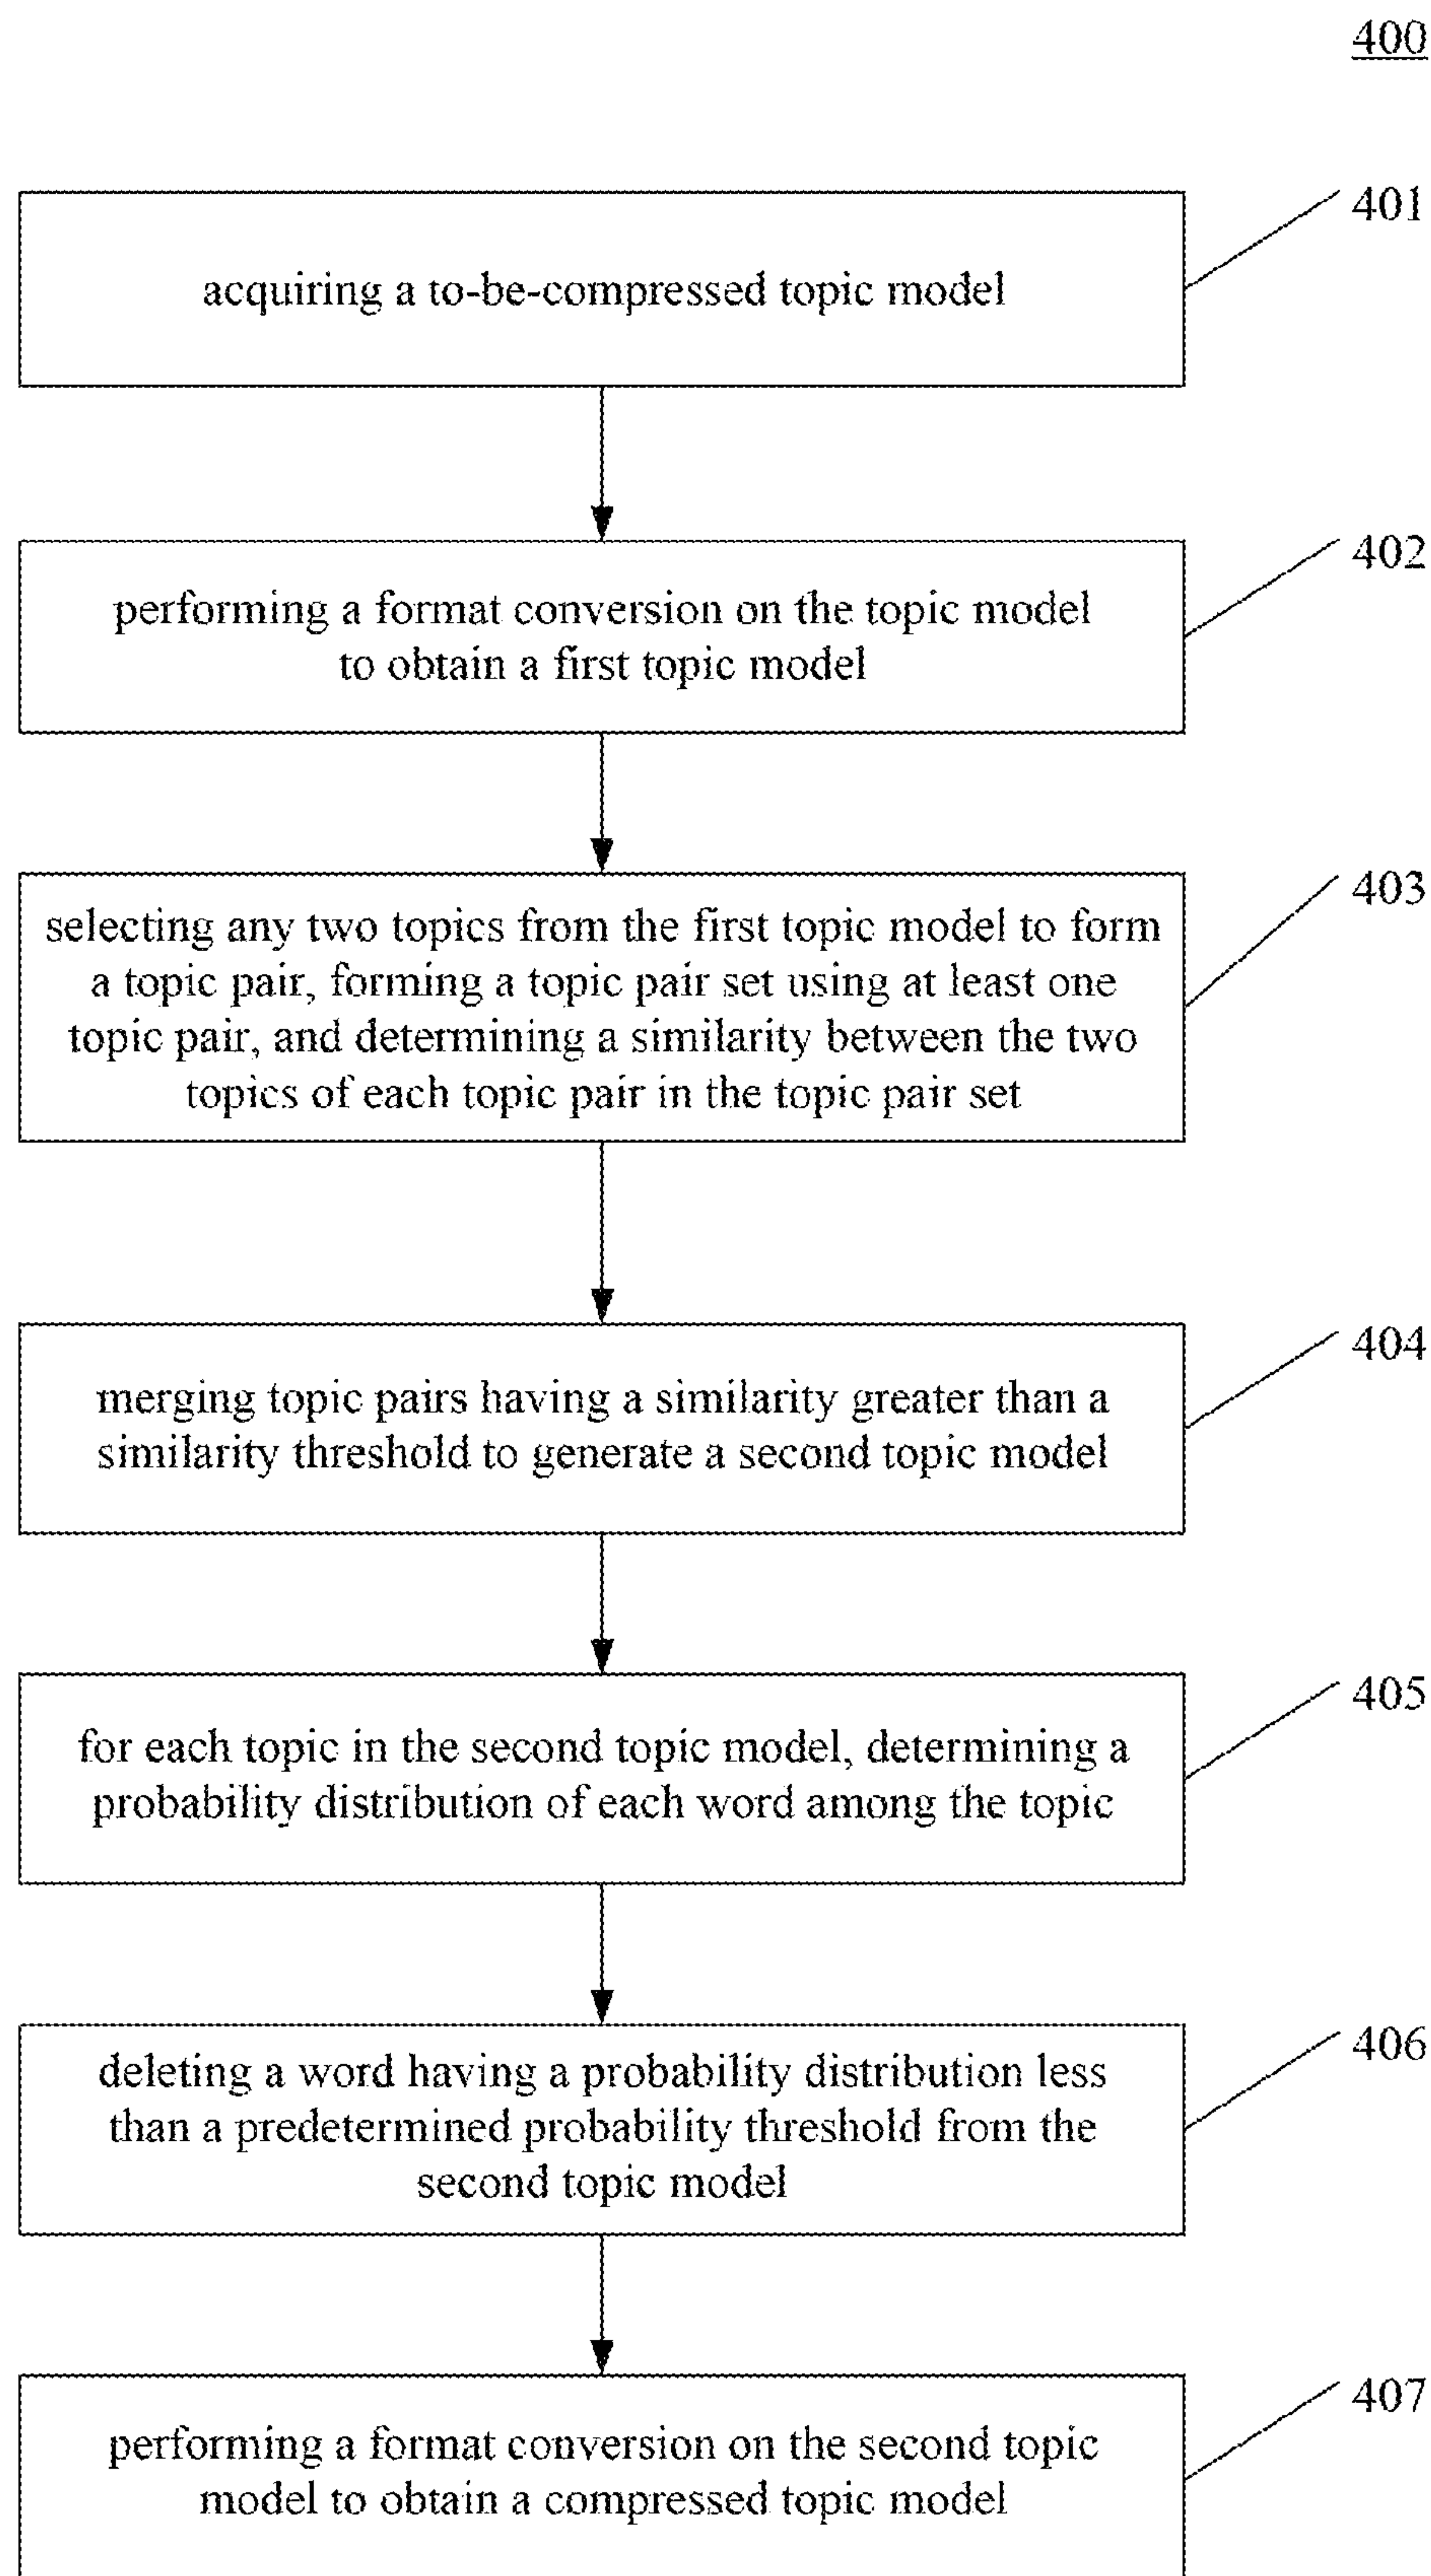 400
401
acquiring a to-be-compressed topic model
402
performing a format conversion on the topic model
to obtain a first topic model
403
selecting any two topics from the first topic model to form
a topic pair, forming a topic pair set using at least one
topic pair, and determining a similarity between the two
topics of each topic pair in the topic pair set
404
merging topic pairs having a similarity greater than a
similarity threshold to generate a second topic model
405
for each topic in the second topic model, determining a
probability distribution of each word among the topic
406
deleting a word having a probability distribution less
than a predetermined probability threshold from the
second topic model
407
performing a format conversion on the second topic
model to obtain a compressed topic model